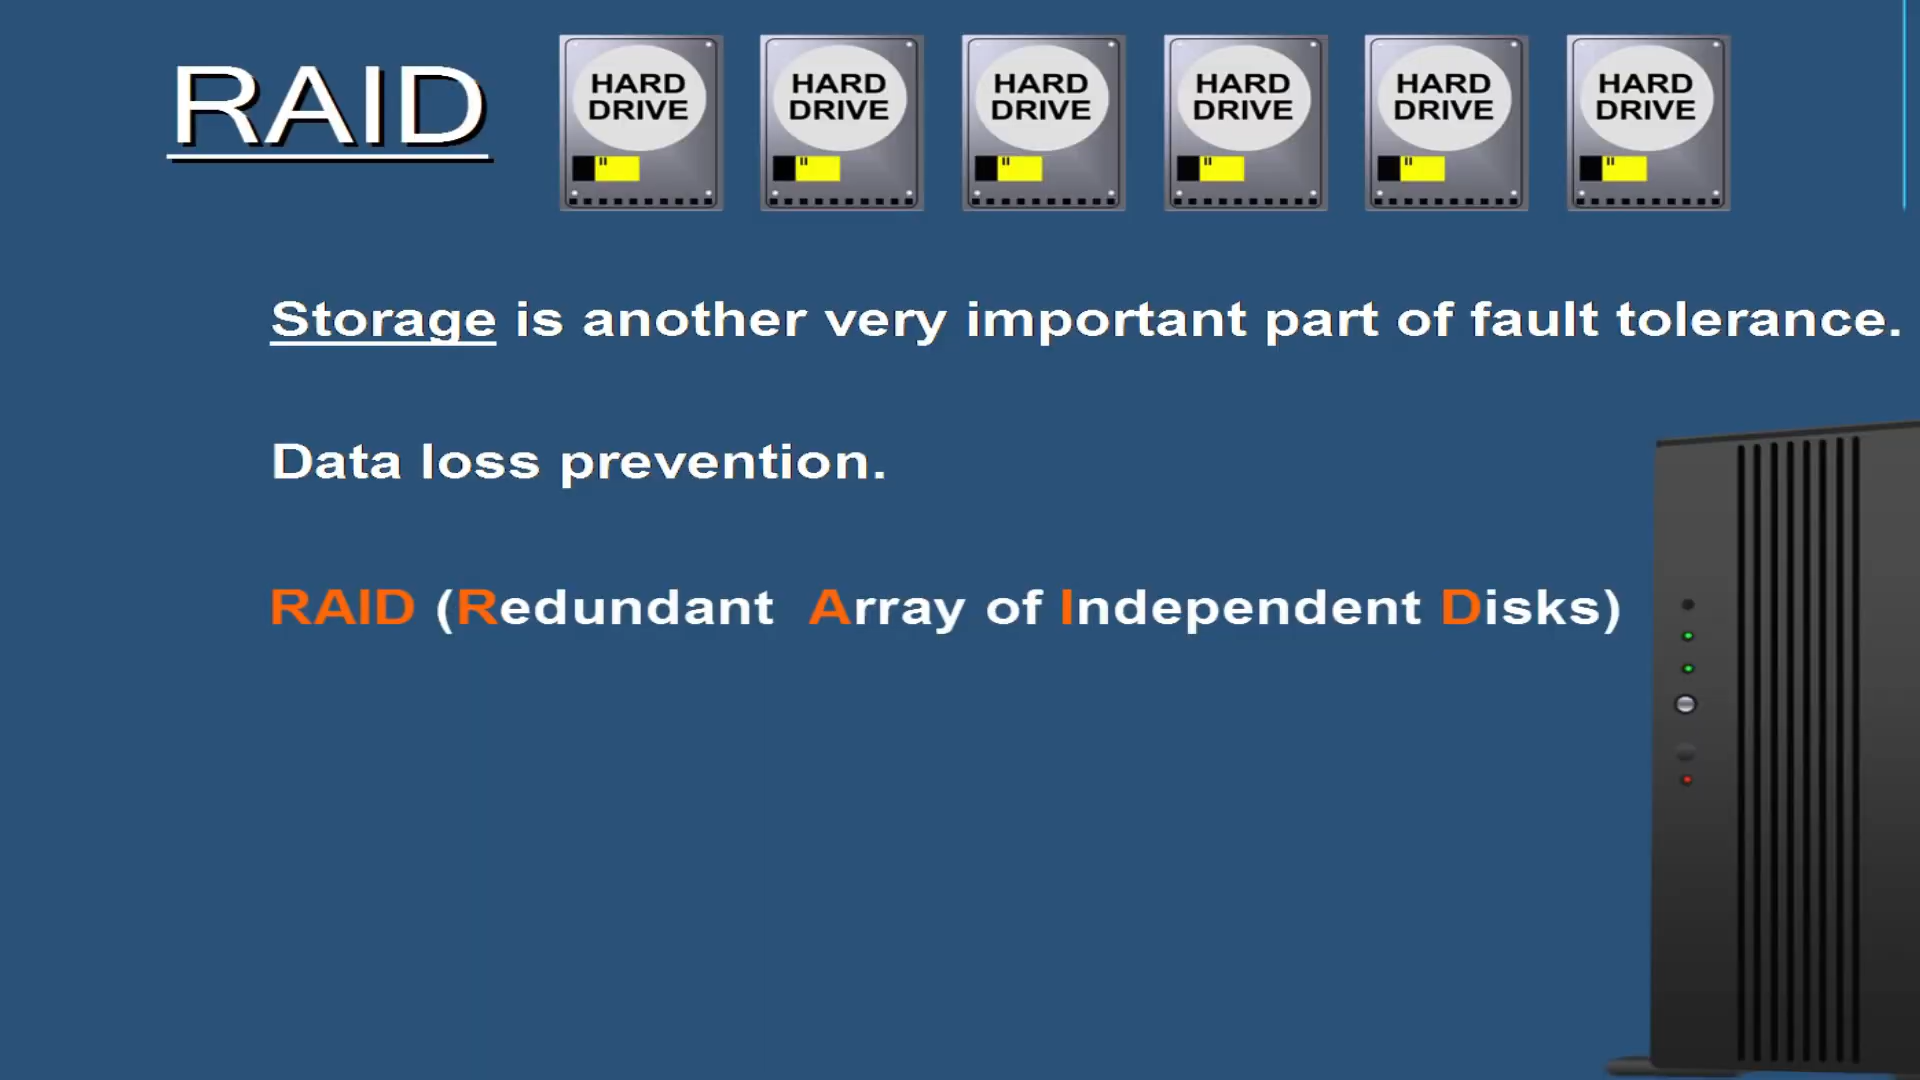 RAID
HARD DRIVE
HARD DRIVE
HARD DRIVE
HARD DRIVE
HARD DRIVE
HARD DRIVE
Storage is another very important part of fault tolerance.
Data loss prevention.
RAID (Redundant Array of Independent Disks)